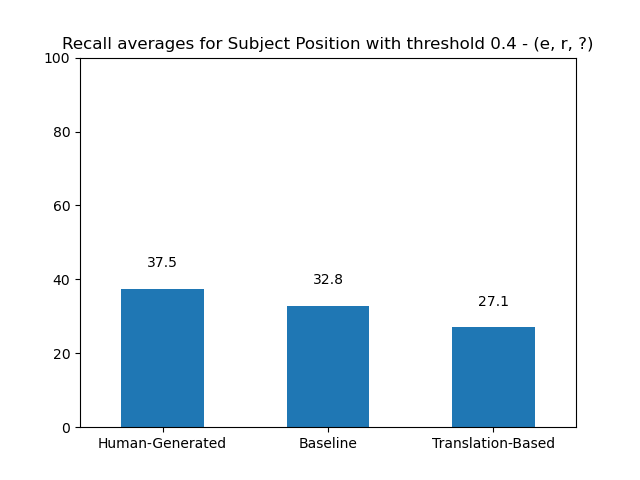 Recall averages for Subject Position with threshold 0.4 - (e, r, ?)
100
80
60
40
20
0
37.5
32.8
27.1
Human-Generated
Baseline
Translation-Based